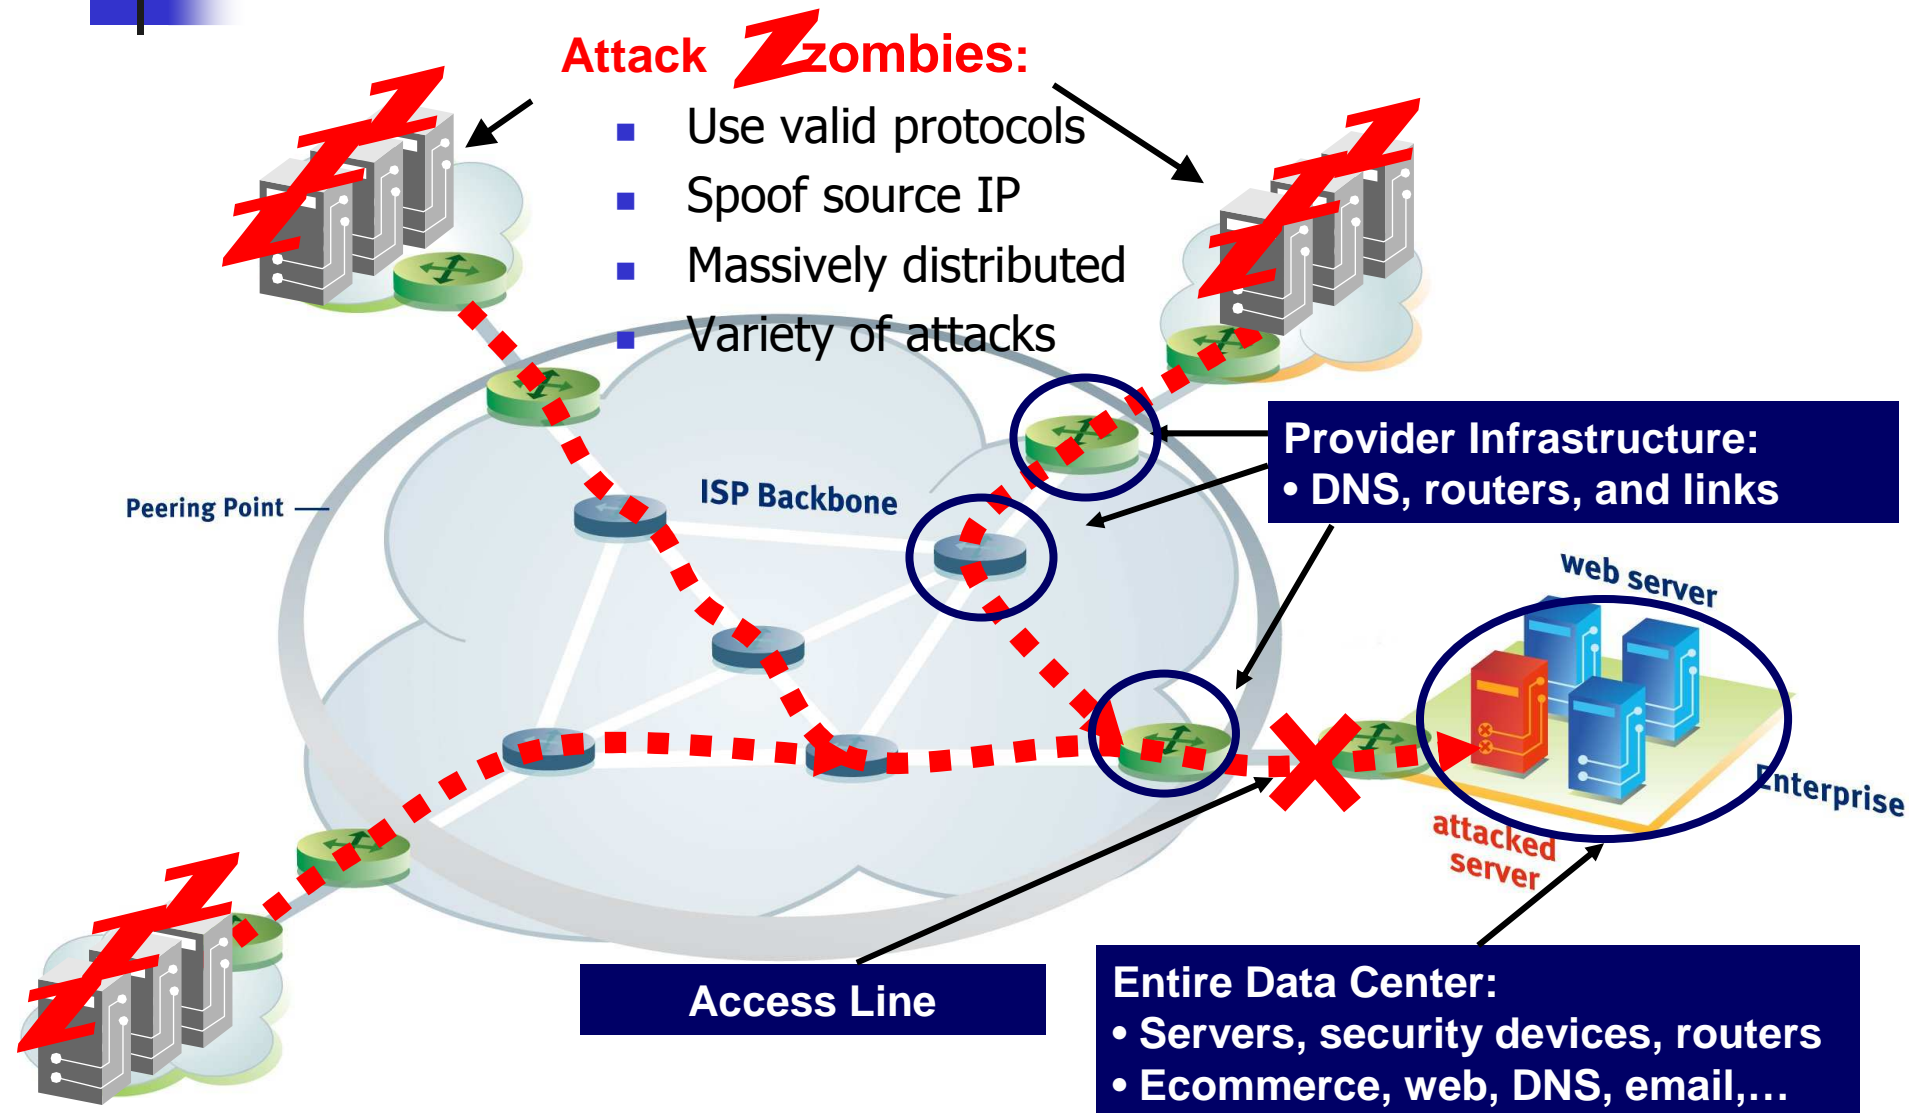 Attack Zzombies:
Use valid protocols
Spoof source IP
Massively distributed
Variety of attacks
Provider Infrastructure:
• DNS, routers, and links
Peering Point
ISP Backbone
web server
Enterprise
attacked
server
Access Line
Entire Data Center:
• Servers, security devices, routers
• Ecommerce, web, DNS, email,…
Z Z Z
Z Z Z
Z Z Z